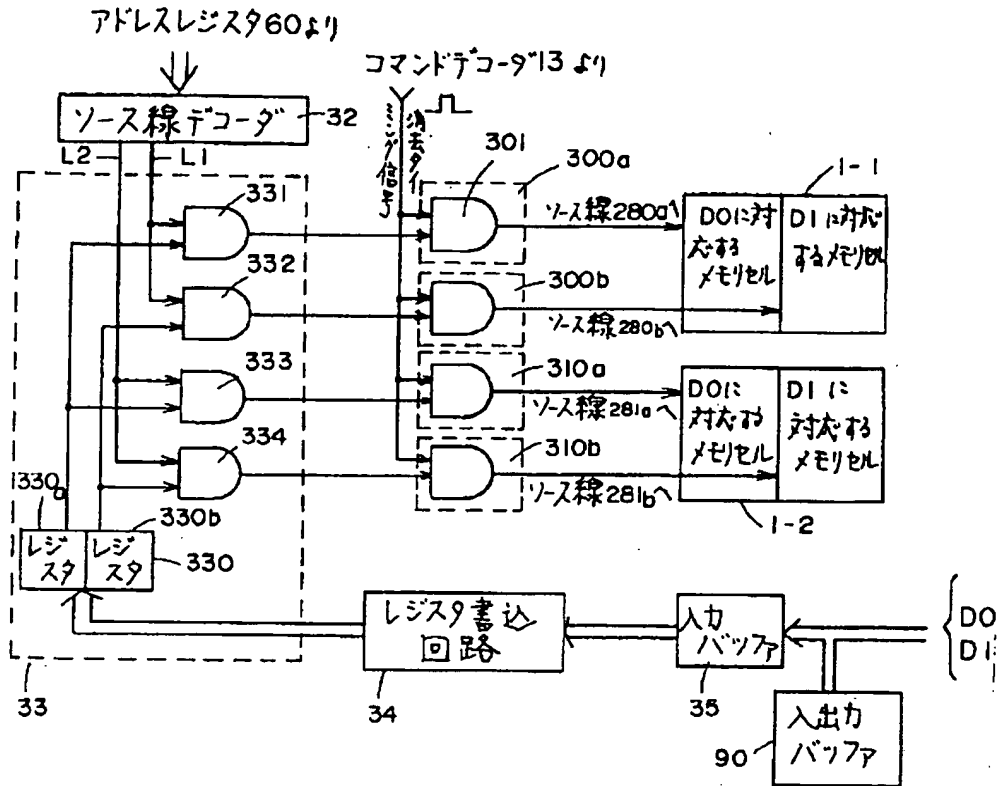 アドレスレジスタ60より
コマンドデコーダ13より
ソース線デコーダ
32
L2
L1
消去タイ
ミング信号
301
300a
331
ソース線280aへ
1-1
D0に対
応する
メモリセル
D1に対応
するメモリセル
332
300b
ソース線280bへ
333
310a
ソース線281aへ
D0に
対応する
メモリセル
D1に
対応する
メモリセル
334
310b
ソース線281bへ
1-2
330a
330b
レジ
スタ
レジ
スタ
330
レジスタ書込
回路
入力
バッファ
D0
D1
33
34
35
入出力
バッファ
90